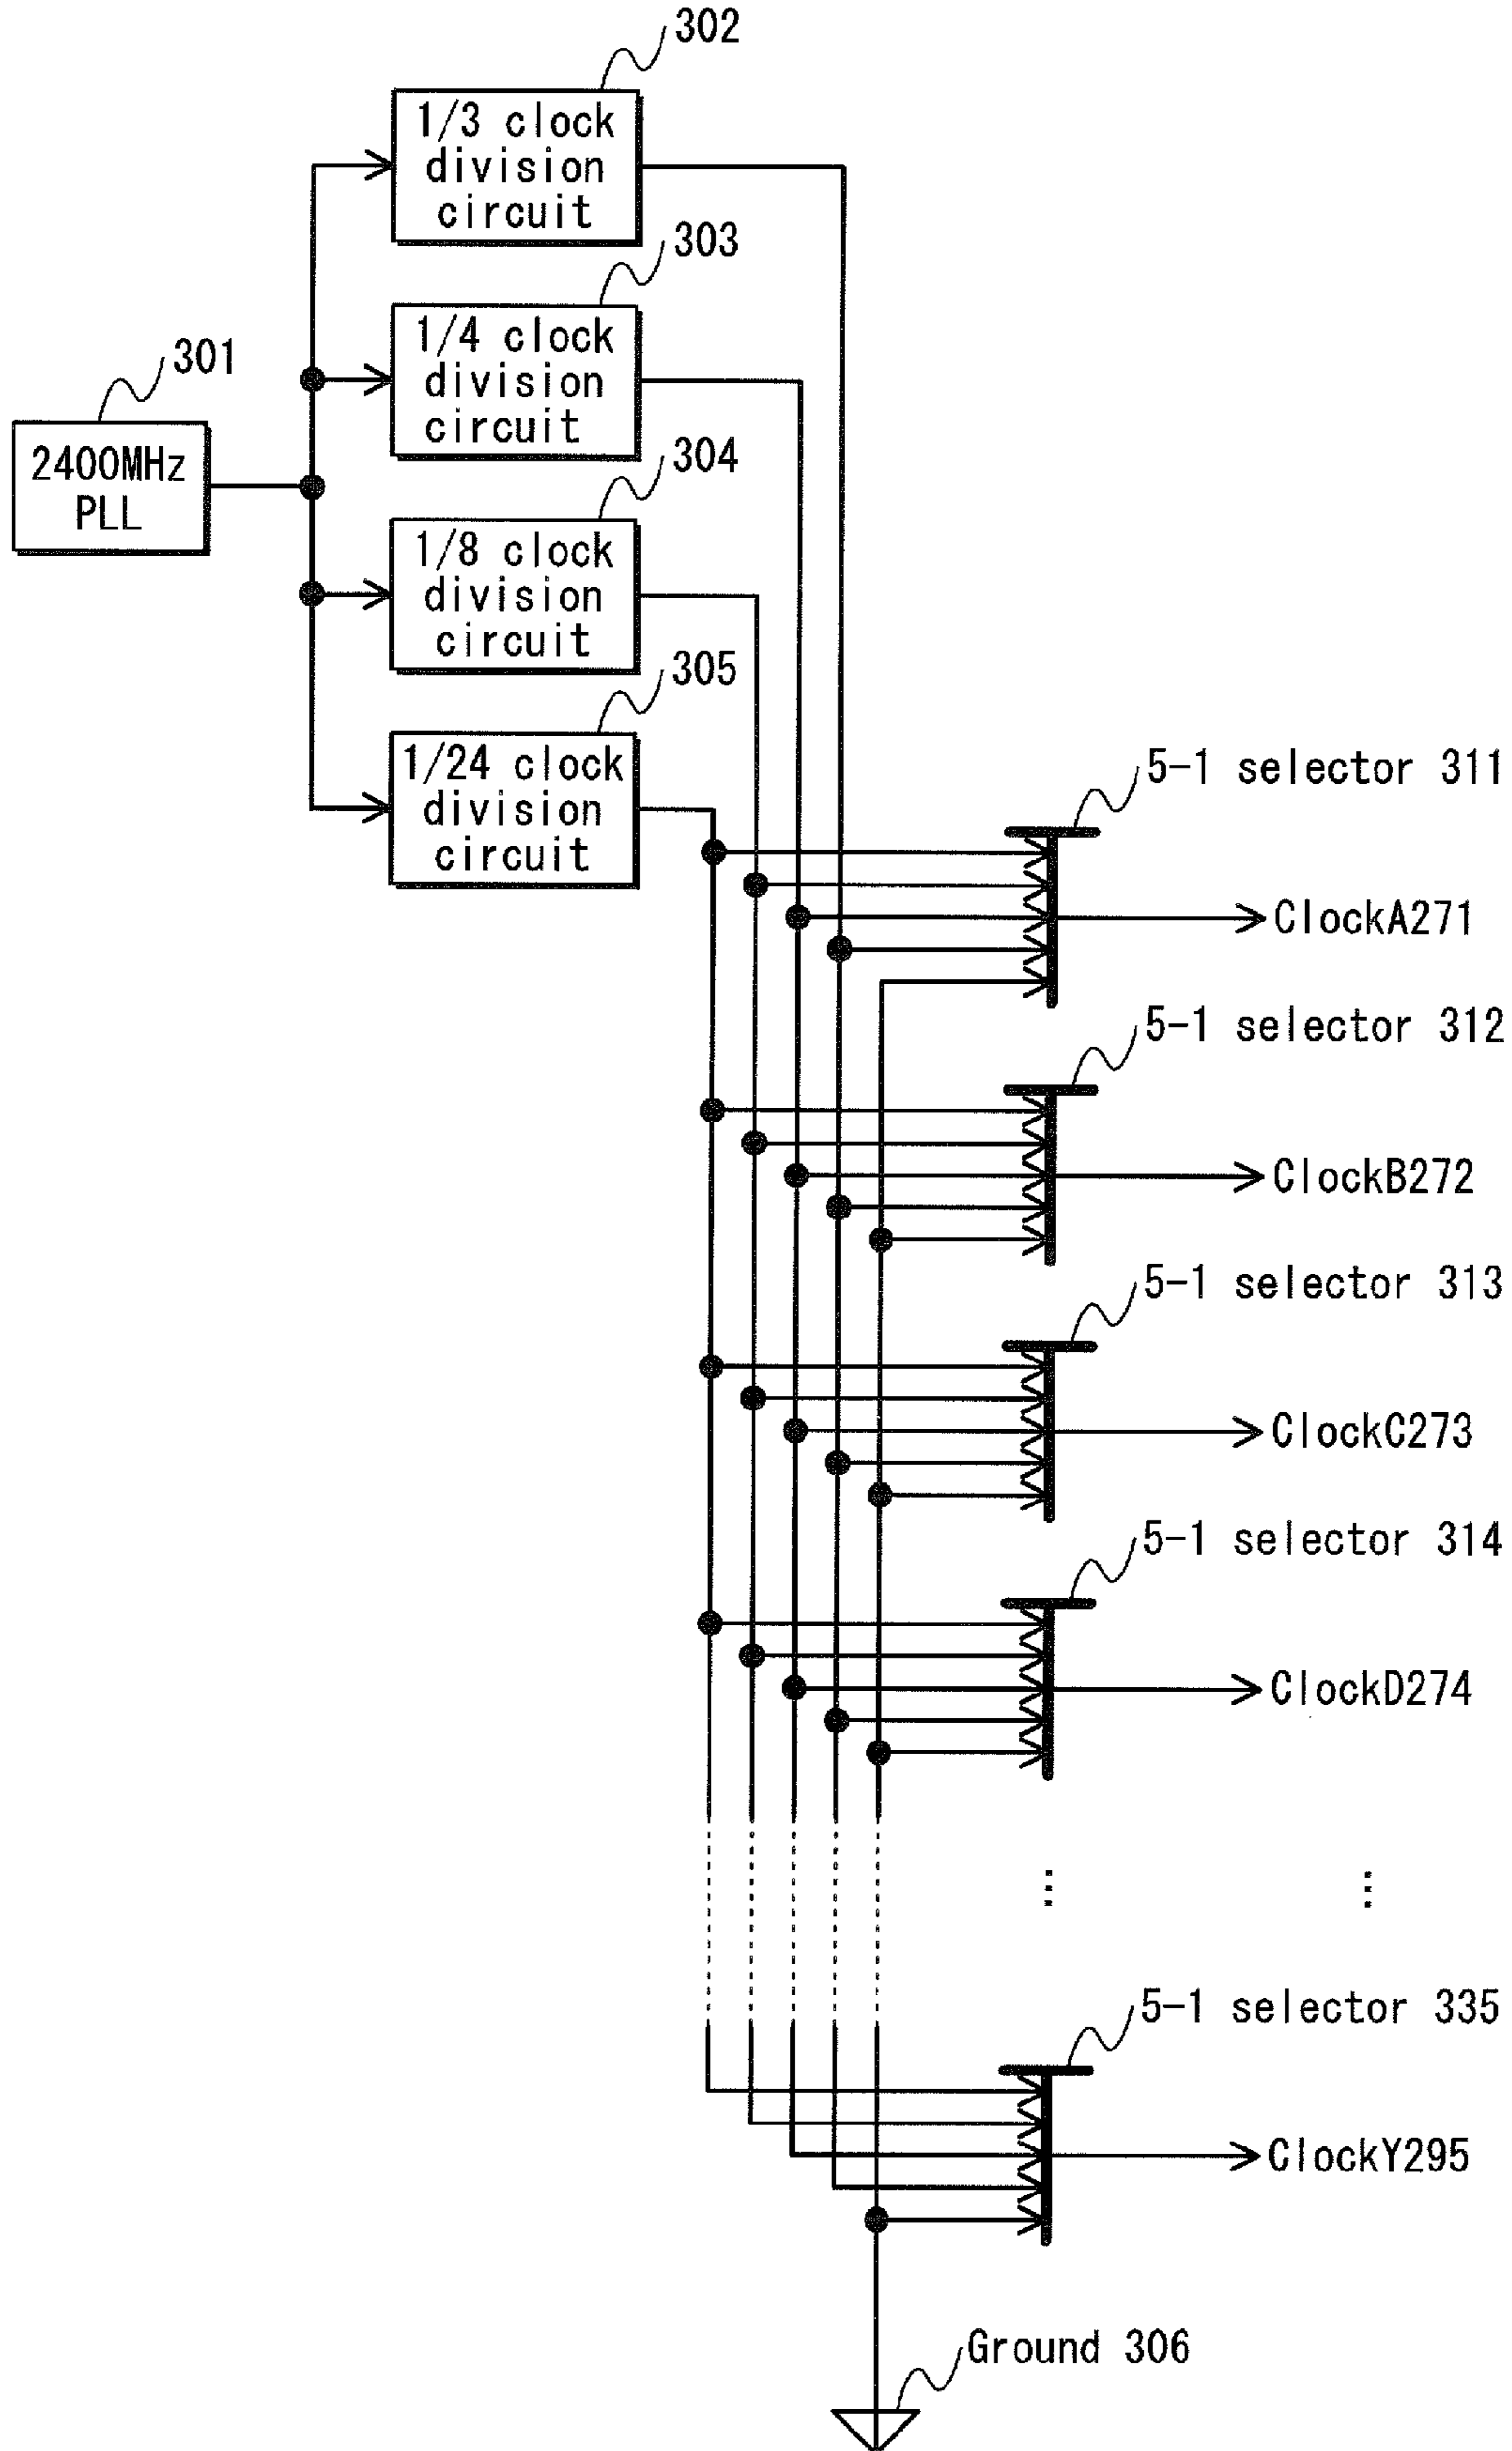 302
1/3 clock
division
circuit
303
1/4 clock
division
circuit
301
2400MHz
PLL
304
1/8 clock
division
circuit
305
1/24 clock
division
circuit
5-1 selector 311
ClockA271
5-1 selector 312
ClockB272
5-1 selector 313
ClockC273
5-1 selector 314
ClockD274
5-1 selector 335
ClockY295
Ground 306